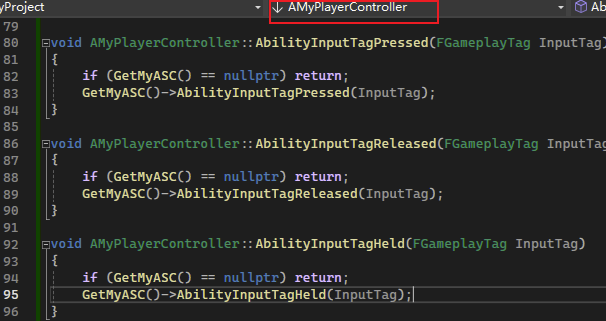 yProject
AMyPlayerController
Ab
79
80 void AMyPlayerController::AbilityInputTagPressed(FGameplayTag InputTag)
81 {
82 if (GetMyASC() == nullptr) return;
83 GetMyASC()->AbilityInputTagPressed(InputTag);
84 }
85
86 void AMyPlayerController::AbilityInputTagReleased(FGameplayTag InputTag
87 {
88 if (GetMyASC() == nullptr) return;
89 GetMyASC()->AbilityInputTagReleased(InputTag);
90 }
91
92 void AMyPlayerController::AbilityInputTagHeld(FGameplayTag InputTag)
93 {
94 if (GetMyASC() == nullptr) return;
95 GetMyASC()->AbilityInputTagHeld(InputTag);
96 }